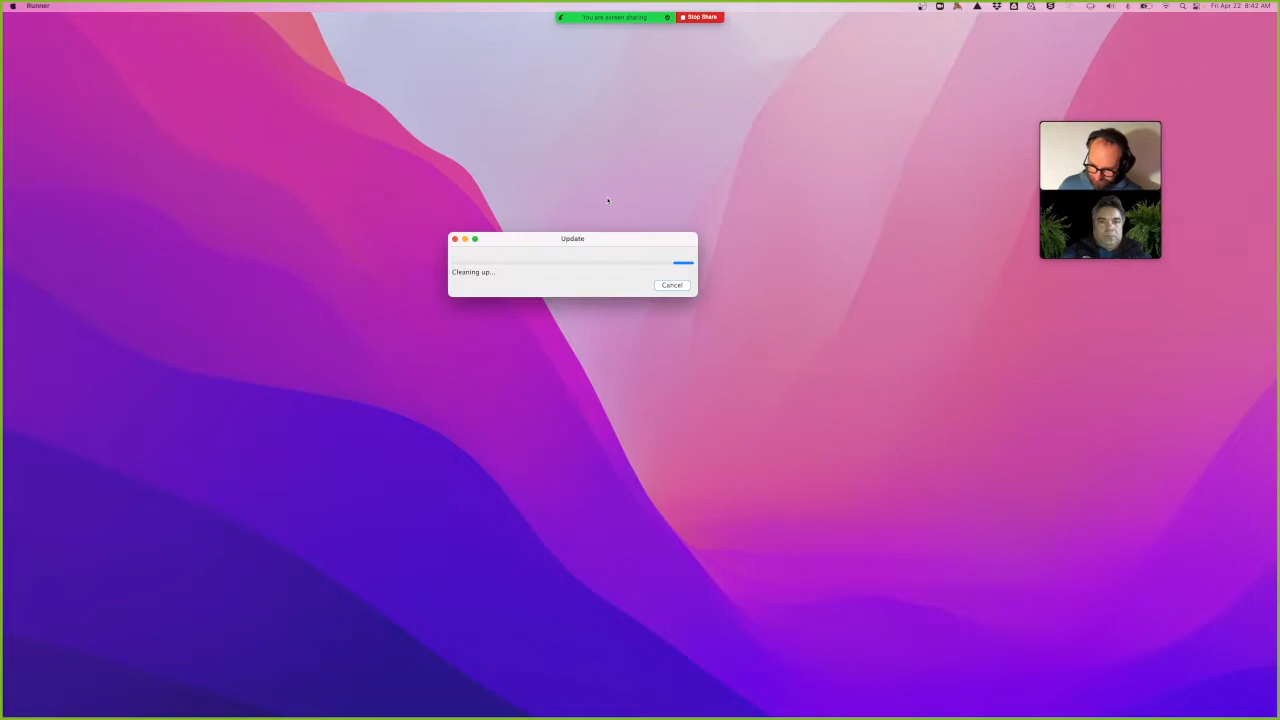 Runner
Fri Apr 22 8:42 AM
You are screen sharing
Stop Share
Update
Cleaning up...
Cancel